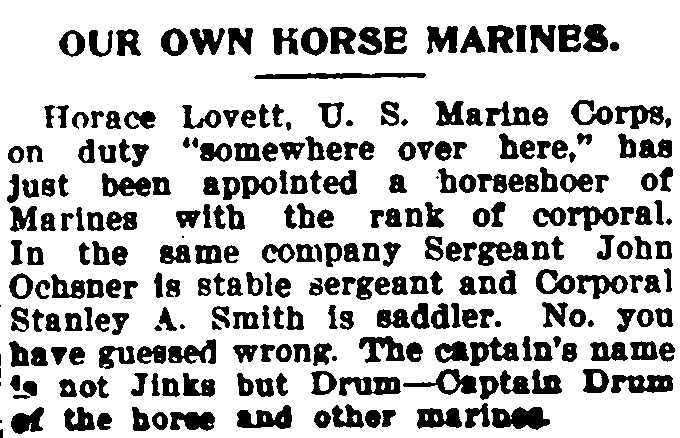 OUR OWN HORSE MARINES.
Horace Lovett, U. S. Marine Corps,
on duty "somewhere over here," has
just been appointed a horseshoer of
Marines with the rank of corporal.
In the same company Sergeant John
Ochsner is stable sergeant and Corporal
Stanley A. Smith is saddler. No. you
have guessed wrong. The captain's name
is not Jinks but Drum—Captain Drum
of the horse and other marines.